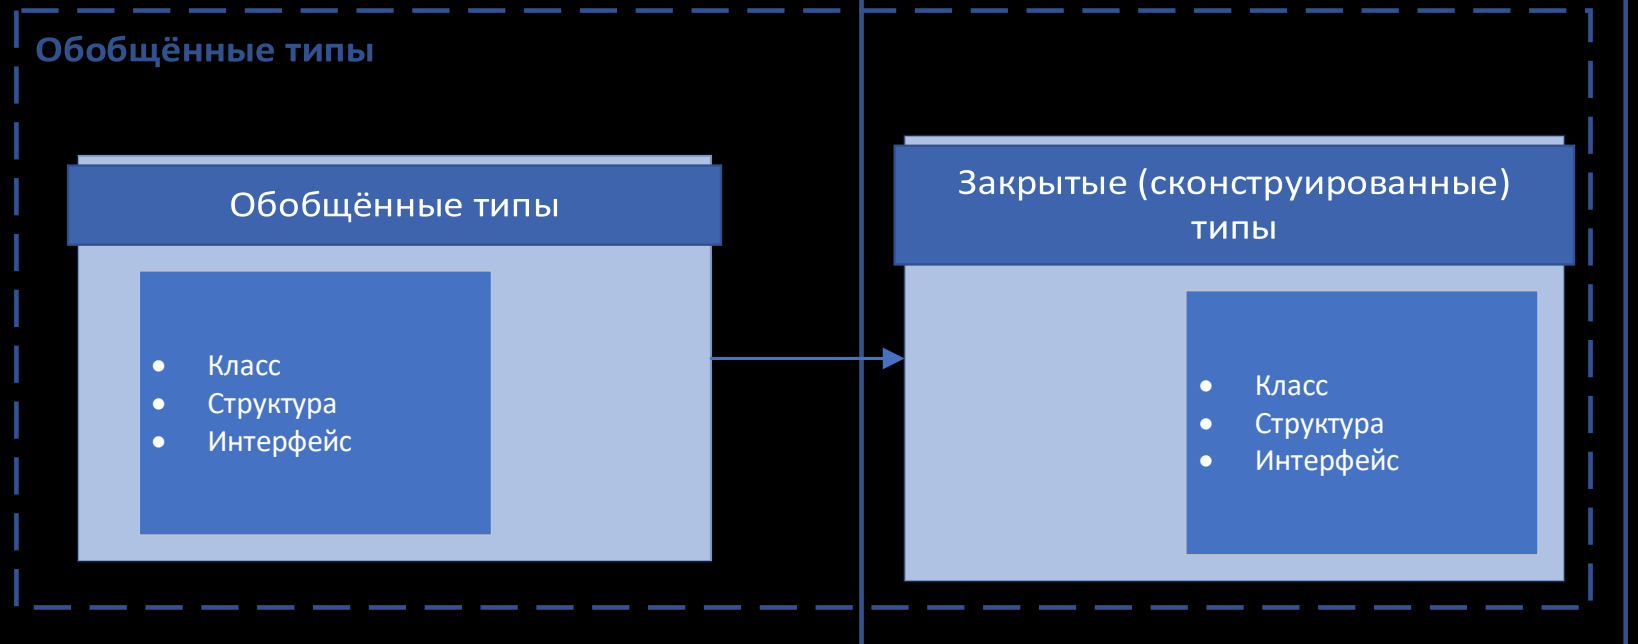 Обобщённые типы
Обобщённые типы
Закрытые (сконструированные)
типы
● Класс
● Структура
● Интерфейс
● Класс
● Структура
● Интерфейс